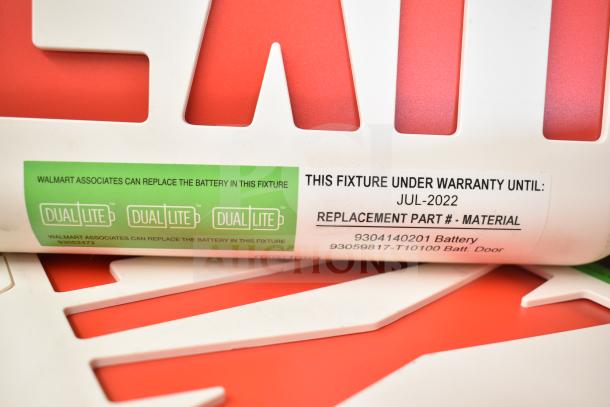 EXIT
WALMART ASSOCIATES CAN REPLACE THE BATTERY IN THIS FIXTURE
DUAL LITE DUAL LITE DUAL LITE
WALMART ASSOCIATES CAN REPLACE THE BATTERY IN THIS FIXTURE
93052473
THIS FIXTURE UNDER WARRANTY UNTIL:
JUL-2022
REPLACEMENT PART # - MATERIAL
9304140201 Battery
93059817-T10100 Batt. Door
AUCTIONS